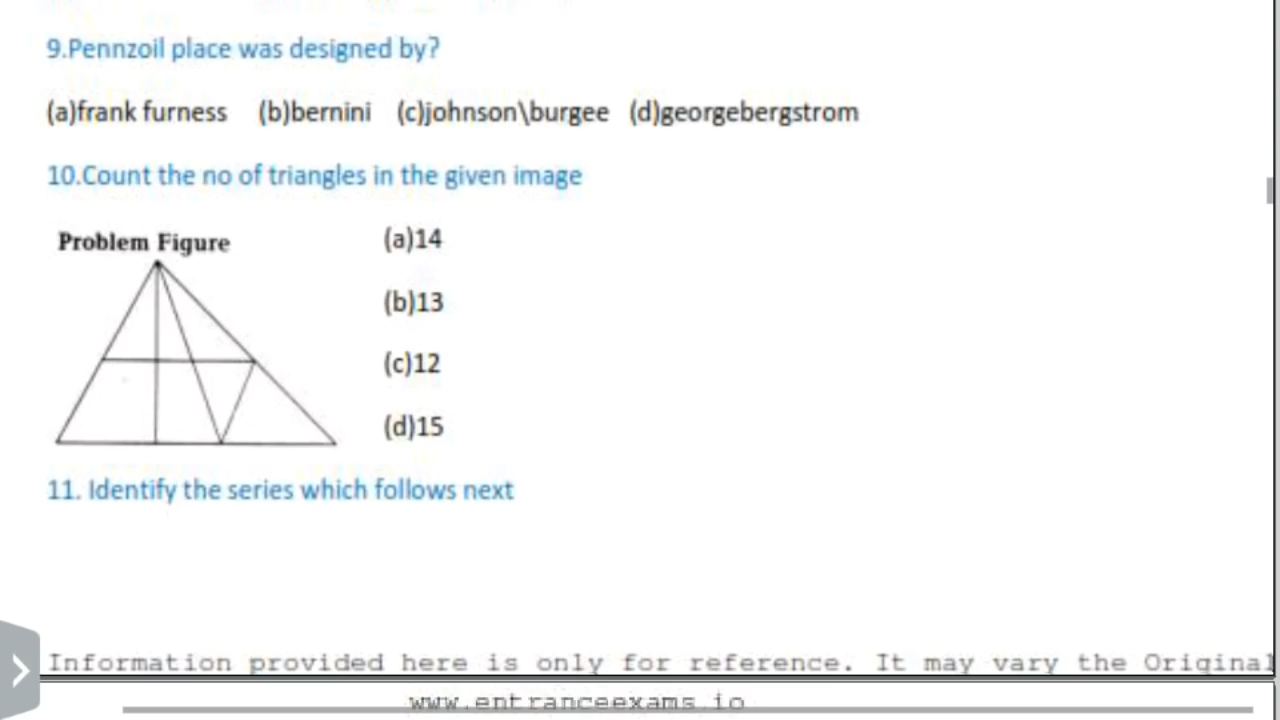 9.Pennzoil place was designed by?
(a)frank furness (b)bernini (c)johnson\burgee (d)georgebergstrom
10.Count the no of triangles in the given image
Problem Figure
(a)14
(b)13
(c)12
(d)15
11. Identify the series which follows next
Information provided here is only for reference. It may vary the Original
www.entranceexams.io